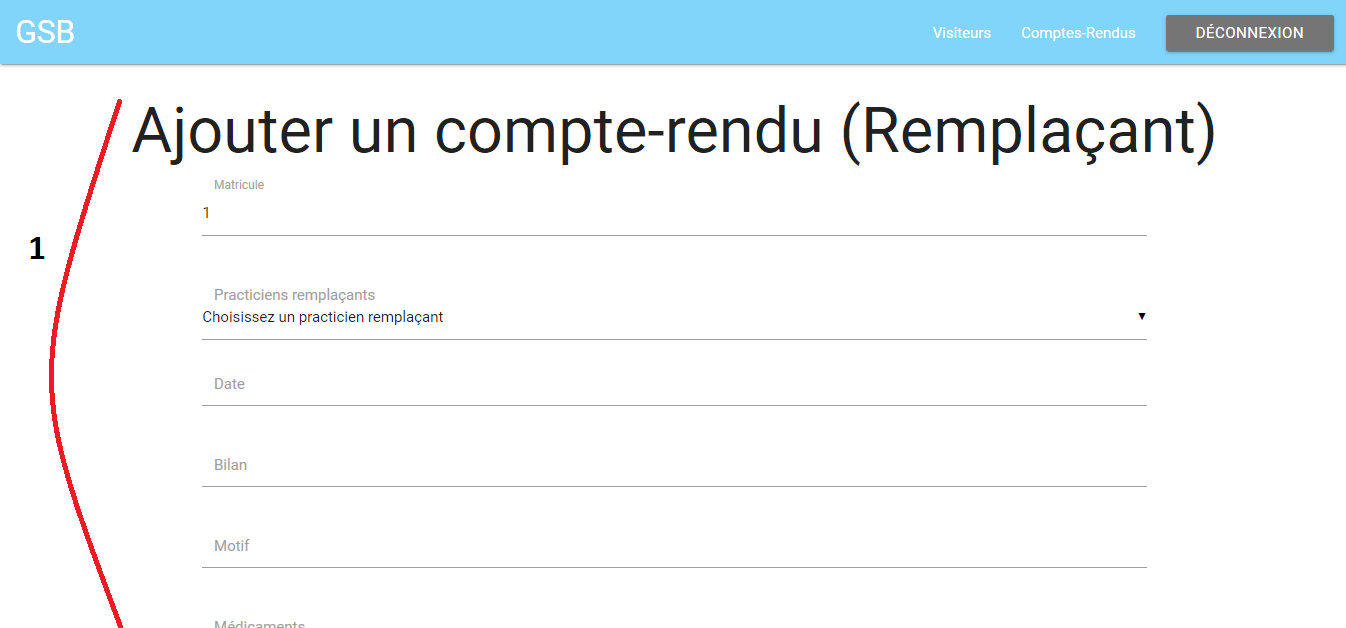 GSB
Visiteurs
Comptes-Rendus
DÉCONNEXION
Ajouter un compte-rendu (Remplaçant)
Matricule
1
1
Practiciens remplaçants
Choisissez un practicien remplaçant
Date
Bilan
Motif
Médicaments